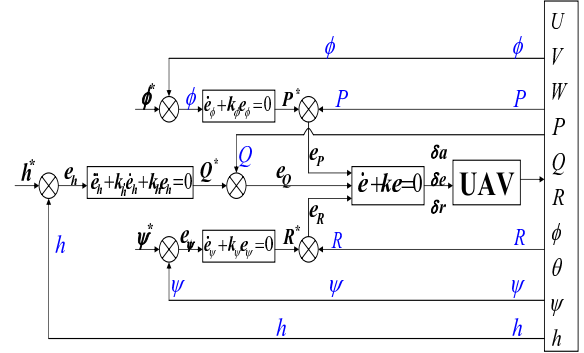 ϕ ϕ U
V
ϕ* ϕ ė_ϕ+k_ϕe_ϕ=0 P* P P W
P
h* e_h ë_h+k_hė_h+k_he_h=0 Q* Q e_Q e_P ė+ke=0 δa δe δr UAV Q
e_R R
ψ* e_ψ ė_ψ+k_ψe_ψ=0 R* R R ϕ
h θ
ψ ψ ψ ψ
h h h